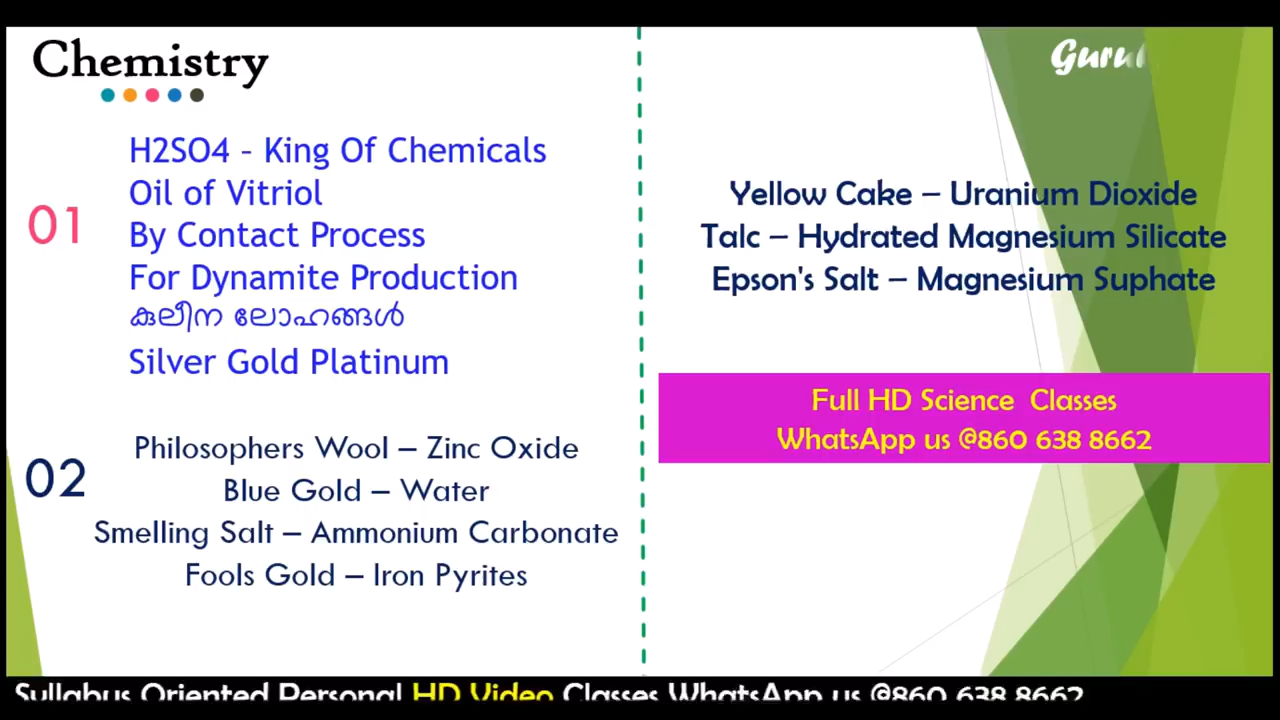 Chemistry
01
H2SO4 – King Of Chemicals
Oil of Vitriol
By Contact Process
For Dynamite Production
കുലീന ലോഹങ്ങൾ
Silver Gold Platinum
02
Philosophers Wool – Zinc Oxide
Blue Gold – Water
Smelling Salt – Ammonium Carbonate
Fools Gold – Iron Pyrites
Yellow Cake – Uranium Dioxide
Talc – Hydrated Magnesium Silicate
Epson's Salt – Magnesium Suphate
Full HD Science Classes
WhatsApp us @860 638 8662
Syllabus Oriented Personal HD Video Classes WhatsApp us @860 638 8662